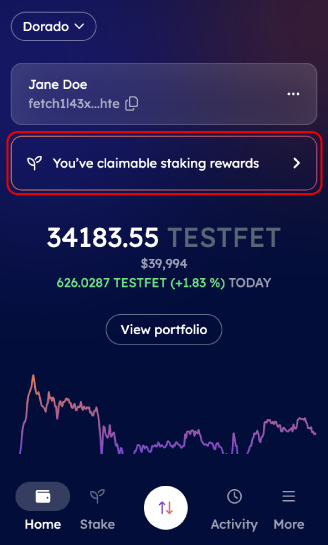 Dorado
Jane Doe
fetch1l43x...hte
You've claimable staking rewards
34183.55 TESTFET
$39,994
626.0287 TESTFET (+1.83 %) TODAY
View portfolio
Home
Stake
Activity
More